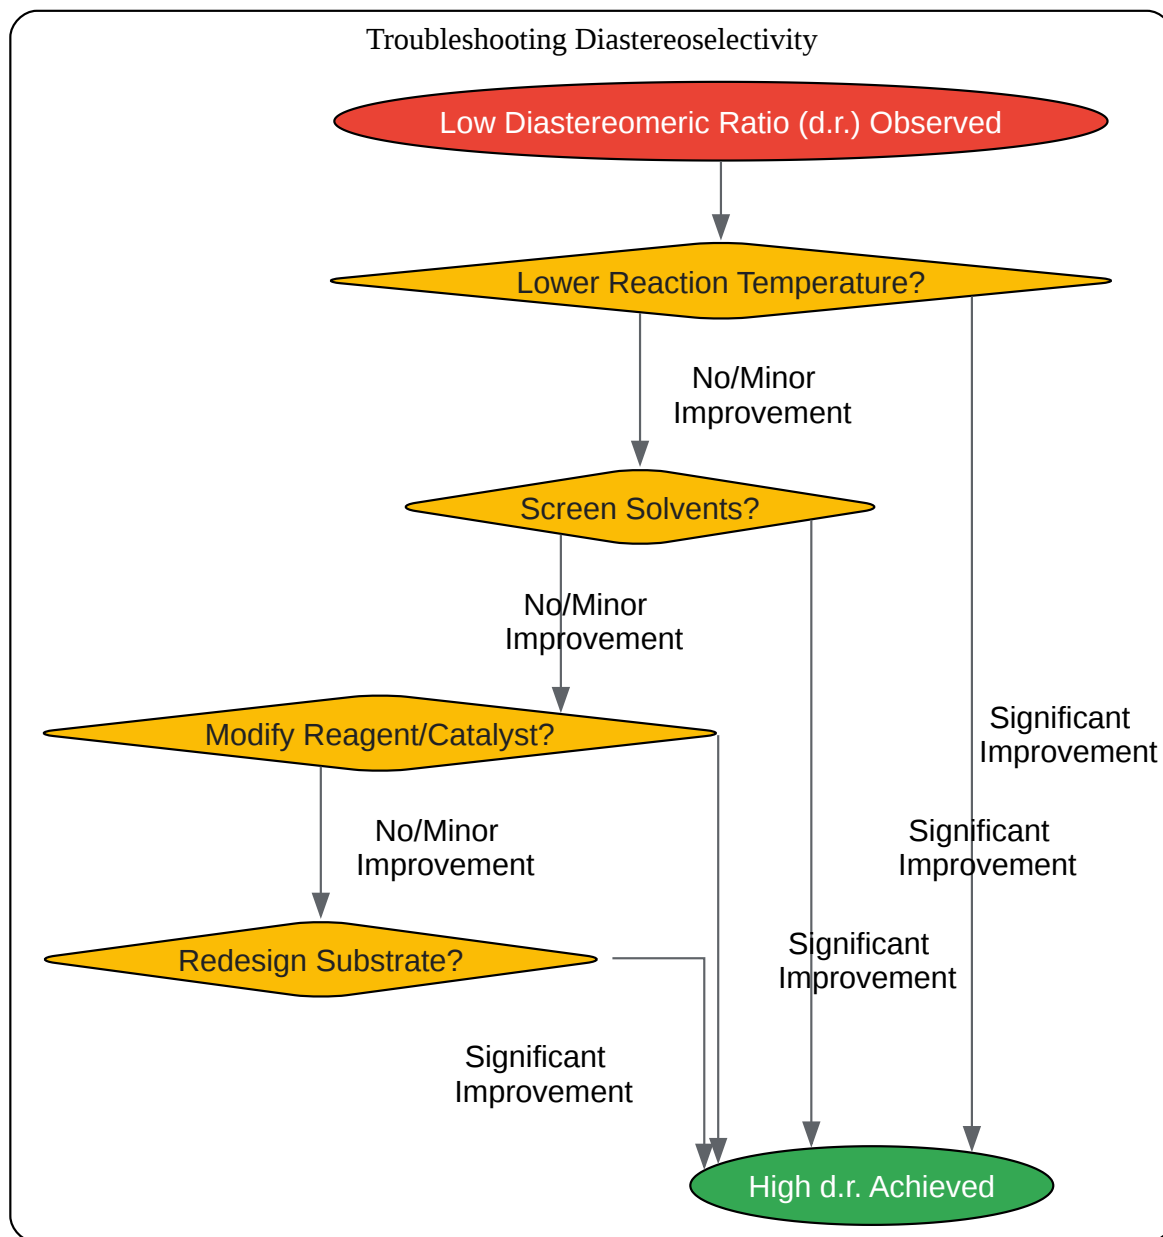 Troubleshooting Diastereoselectivity
Low Diastereomeric Ratio (d.r.) Observed
Lower Reaction Temperature?
No/Minor
Improvement
Screen Solvents?
No/Minor
Improvement
Modify Reagent/Catalyst?
Significant
Improvement
No/Minor
Improvement
Significant
Improvement
Redesign Substrate?
Significant
Improvement
Significant
Improvement
High d.r. Achieved